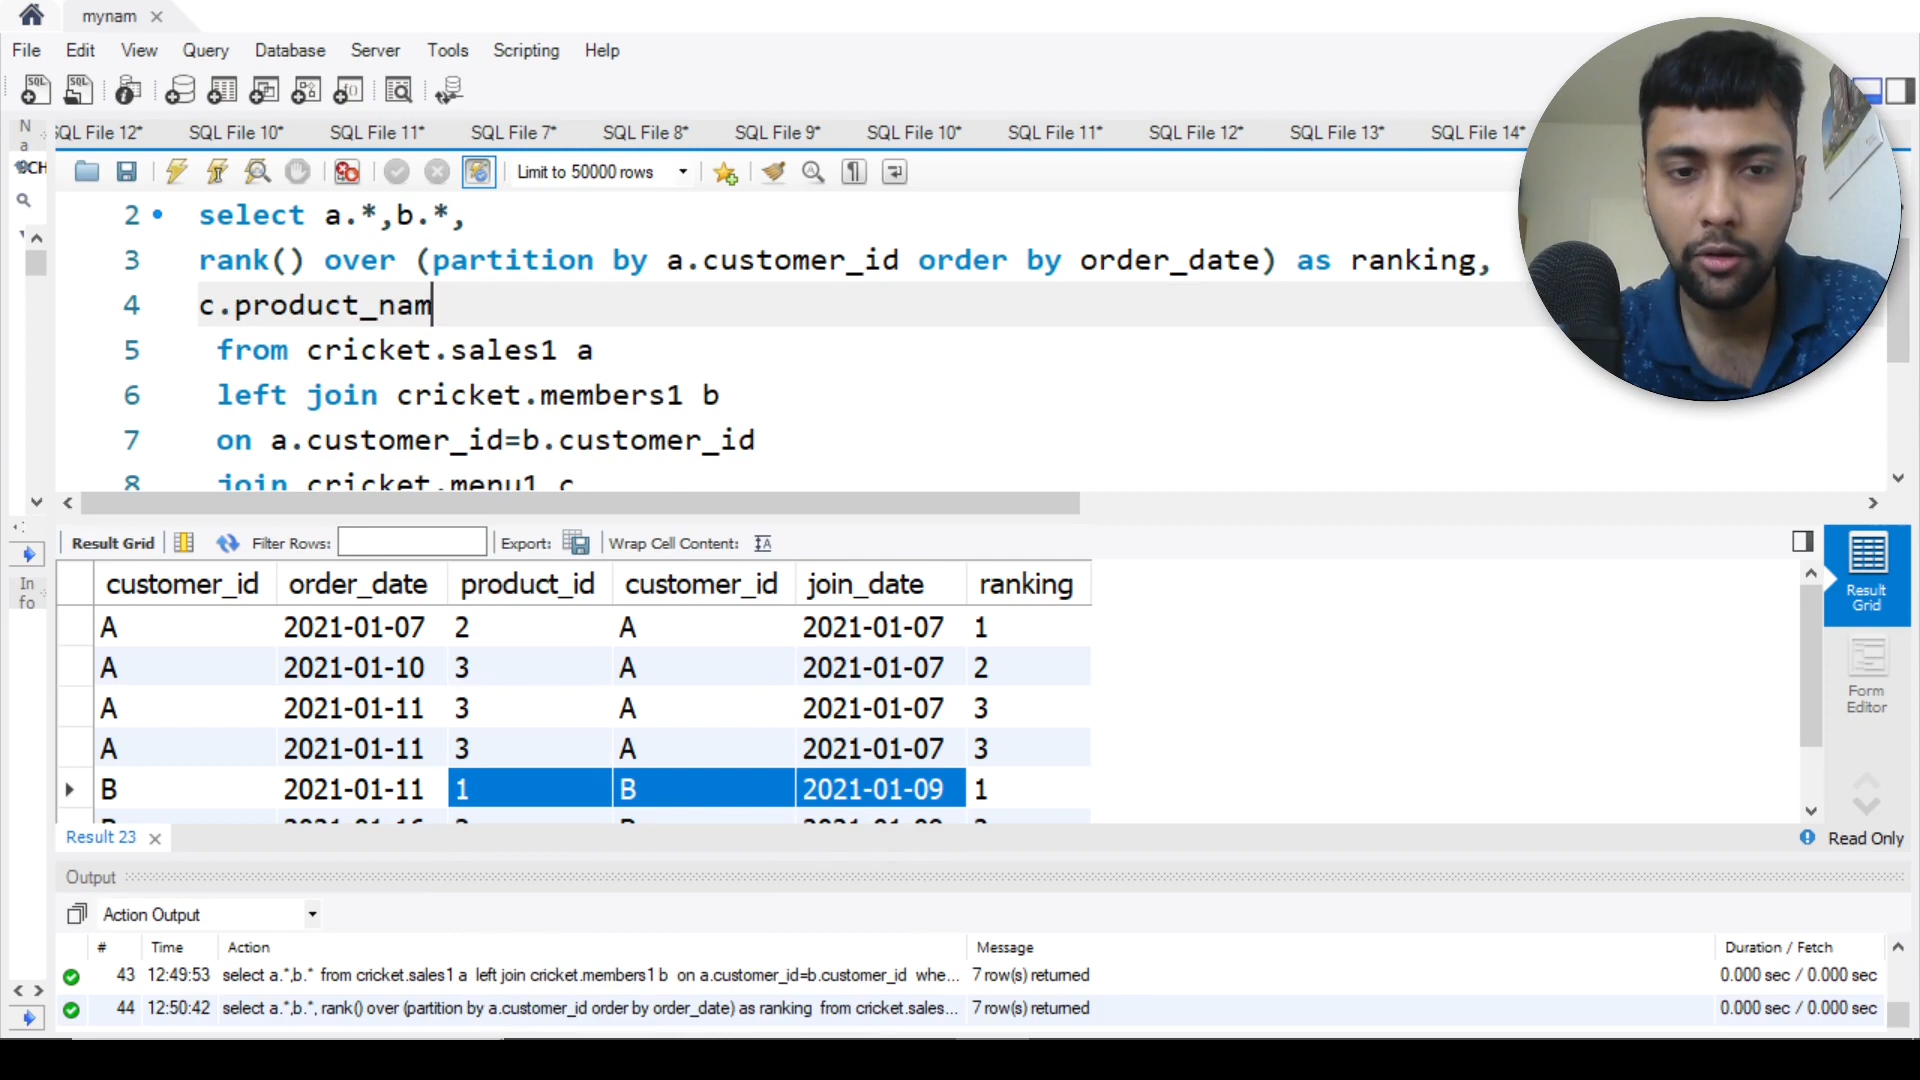 mynam
File Edit View Query Database Server Tools Scripting Help
SQL File 12* SQL File 10* SQL File 11* SQL File 7* SQL File 8* SQL File 9* SQL File 10* SQL File 11* SQL File 12* SQL File 13* SQL File 14*
Limit to 50000 rows
2 select a.*,b.*,
3 rank() over (partition by a.customer_id order by order_date) as ranking,
4 c.product_nam
5 from cricket.sales1 a
6 left join cricket.members1 b
7 on a.customer_id=b.customer_id
8 join cricket.menu1 c
Result Grid Filter Rows: Export: Wrap Cell Content:
customer_id order_date product_id customer_id join_date ranking
A 2021-01-07 2 A 2021-01-07 1
A 2021-01-10 3 A 2021-01-07 2
A 2021-01-11 3 A 2021-01-07 3
A 2021-01-11 3 A 2021-01-07 3
B 2021-01-11 1 B 2021-01-09 1
Result Grid
Form Editor
Result 23
Read Only
Output
Action Output
# Time Action Message Duration / Fetch
43 12:49:53 select a.*,b.* from cricket.sales1 a left join cricket.members1 b on a.customer_id=b.customer_id whe... 7 row(s) returned 0.000 sec / 0.000 sec
44 12:50:42 select a.*,b.*, rank() over (partition by a.customer_id order by order_date) as ranking from cricket.sales... 7 row(s) returned 0.000 sec / 0.000 sec